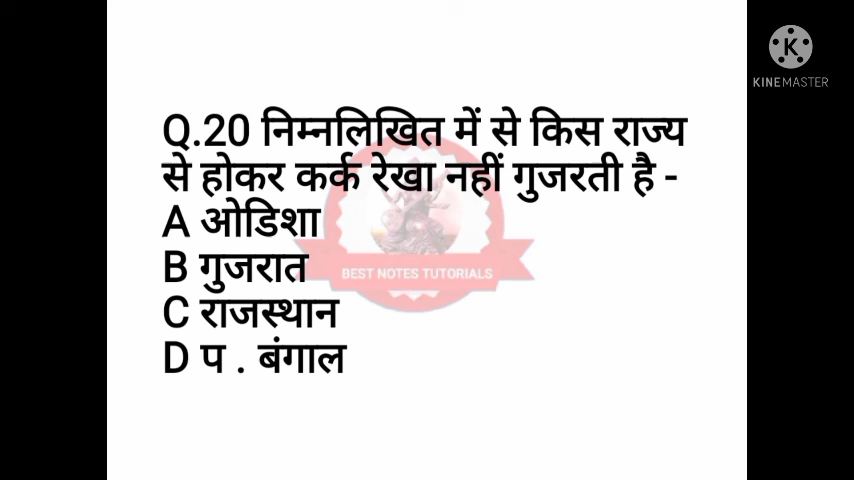 KINEMASTER
Q.20 निम्नलिखित में से किस राज्य
से होकर कर्क रेखा नहीं गुजरती है -
A ओडिशा
B गुजरात
BEST NOTES TUTORIALS
C राजस्थान
D प . बंगाल